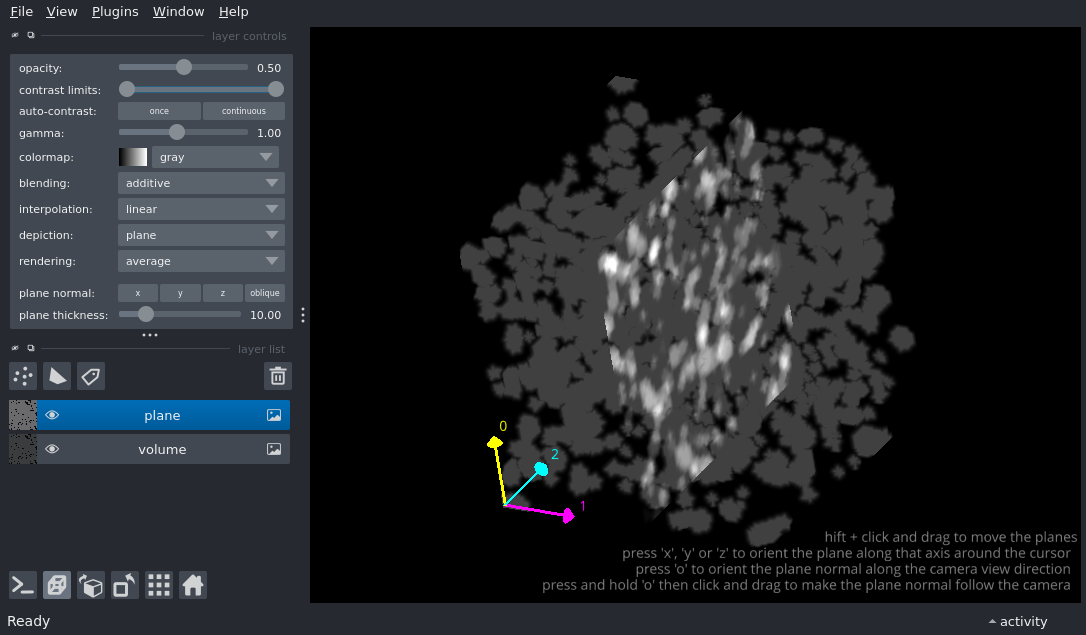 File View Plugins Window Help
layer controls
opacity: 0.50
contrast limits:
auto-contrast: once continuous
gamma: 1.00
colormap: gray
blending: additive
interpolation: linear
depiction: plane
rendering: average
plane normal: x y z oblique
plane thickness: 10.00
layer list
plane
volume
0
2
1
hift + click and drag to move the planes
press 'x', 'y' or 'z' to orient the plane along that axis around the cursor
press 'o' to orient the plane normal along the camera view direction
press and hold 'o' then click and drag to make the plane normal follow the camera
Ready activity